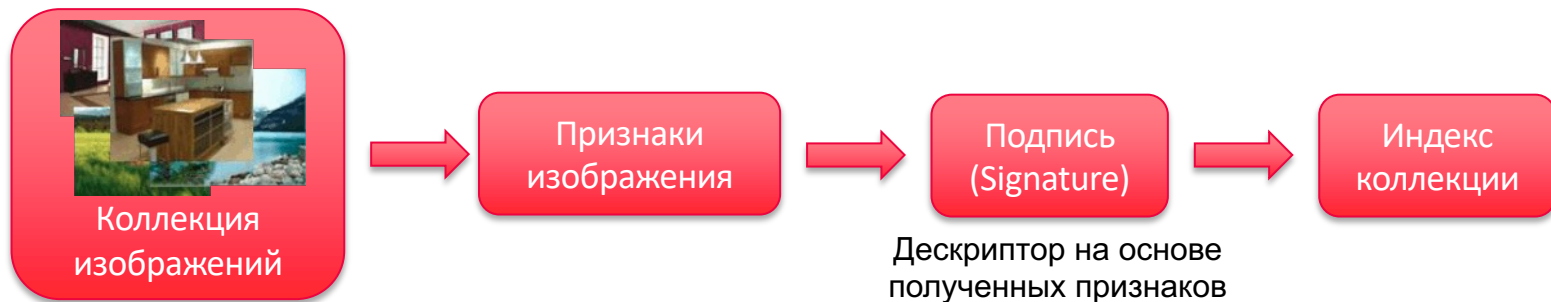 Коллекция
изображений
Признаки
изображения
Подпись
(Signature)
Дескриптор на основе
полученных признаков
Индекс
коллекции